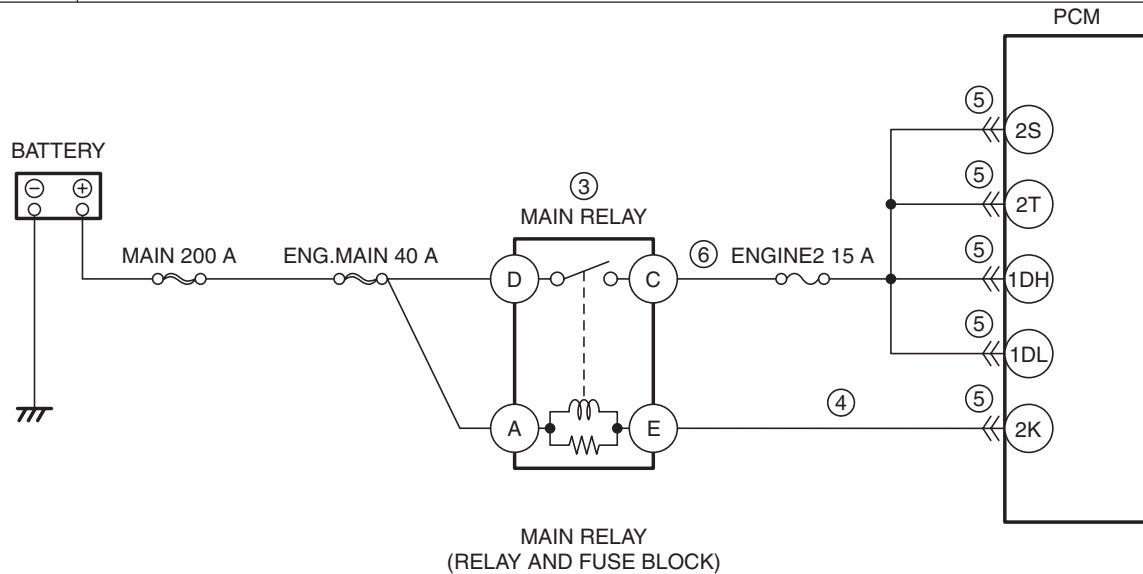 PCM
⑤
2S
BATTERY
⊖ ⊕
⑤
③
2T
MAIN RELAY
MAIN 200 A
ENG.MAIN 40 A
⑥
ENGINE2 15 A
⑤
D
C
1DH
⑤
1DL
④
⑤
A
E
2K
MAIN RELAY
(RELAY AND FUSE BLOCK)